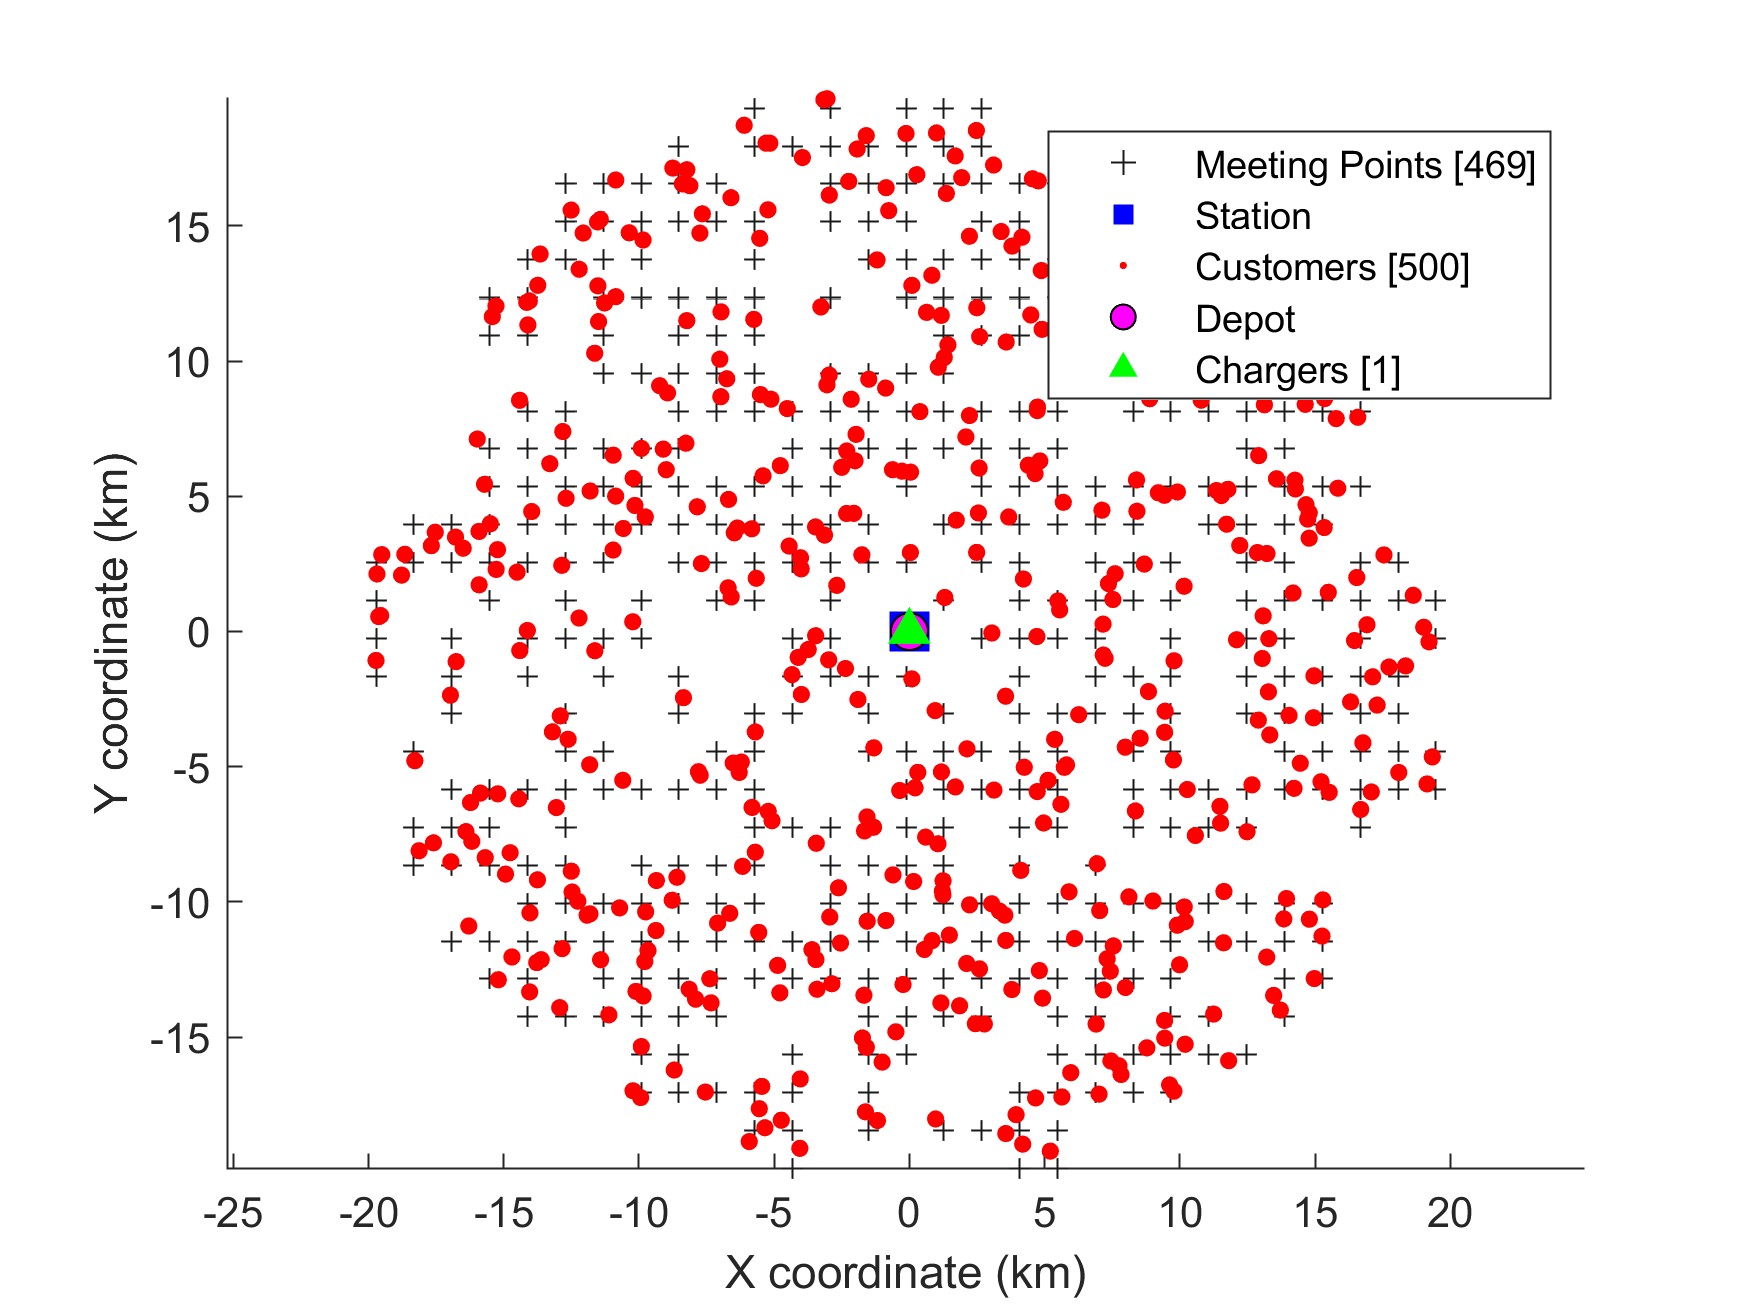 Meeting Points [469]
Station
Customers [500]
Depot
Chargers [1]
15
10
5
0
-5
-10
-15
Y coordinate (km)
-25 -20 -15 -10 -5 0 5 10 15 20
X coordinate (km)